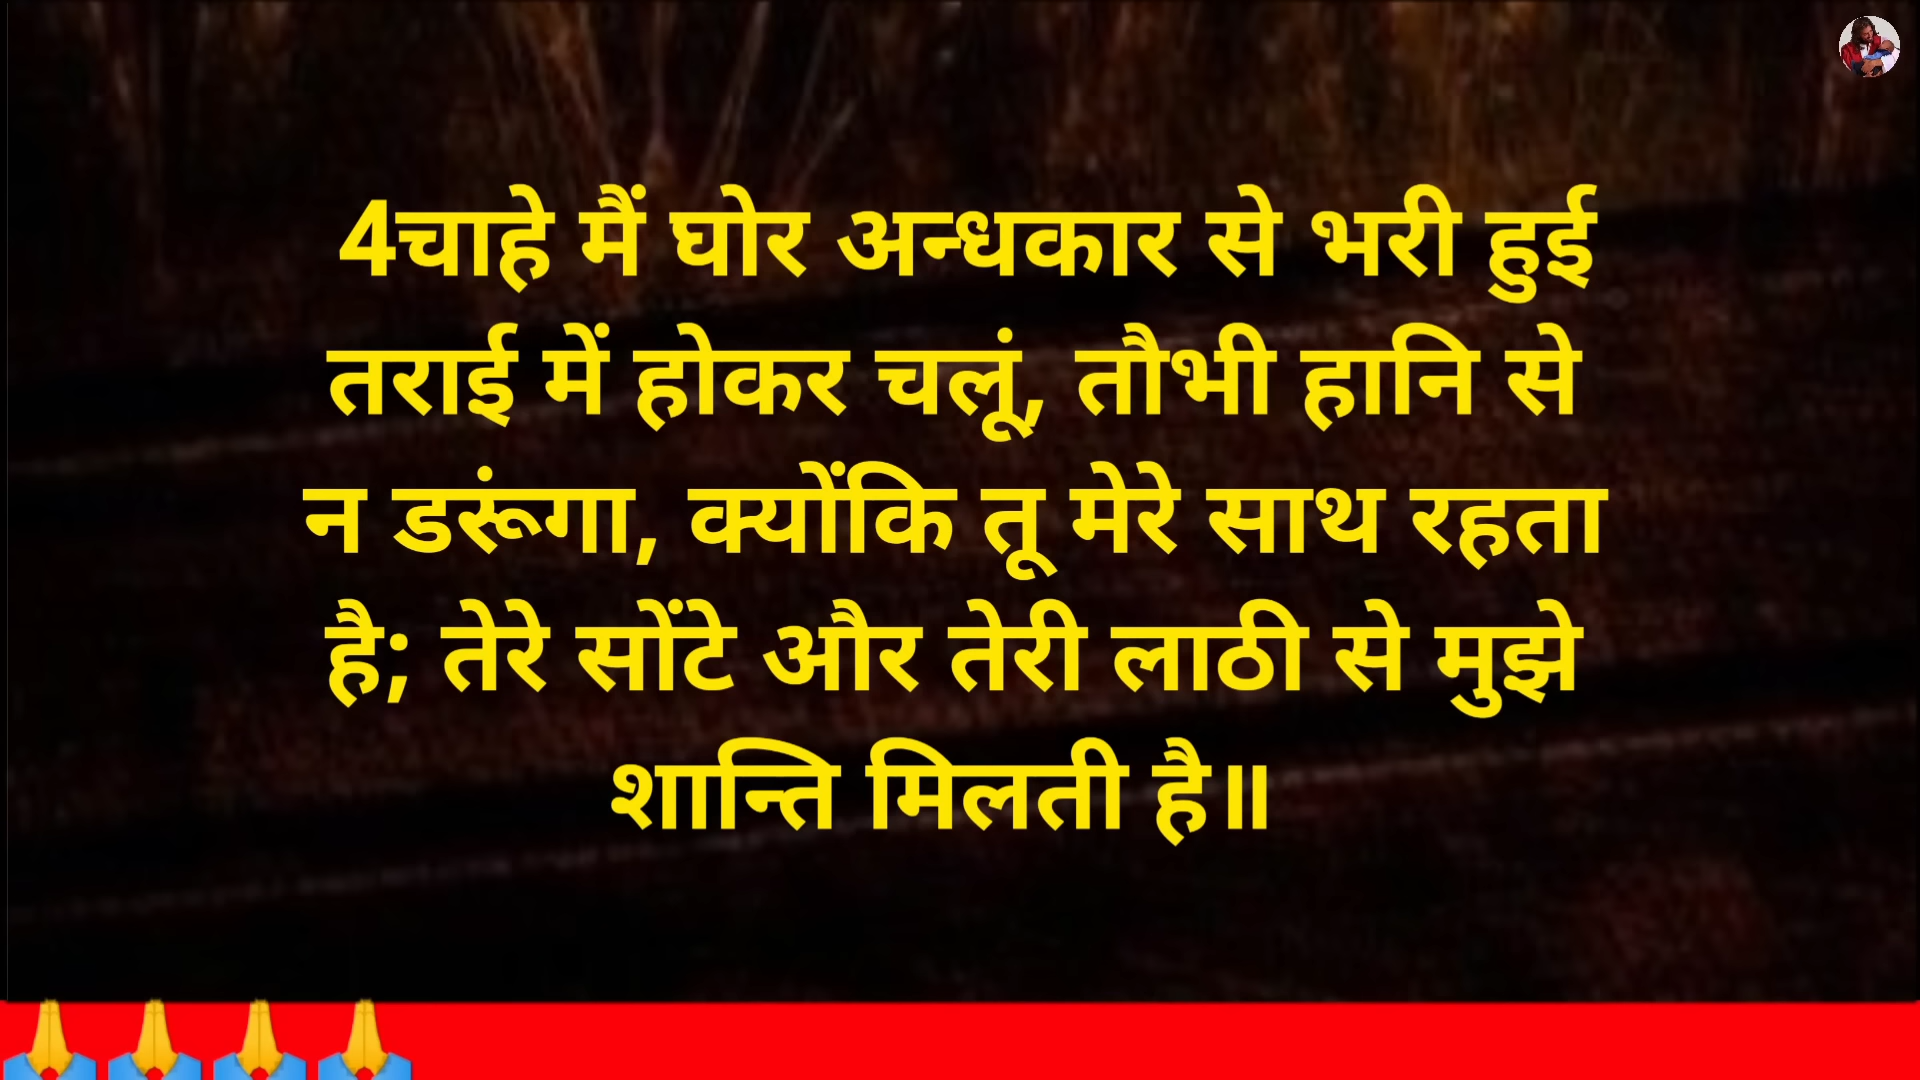 4चाहे मैं घोर अन्धकार से भरी हुई
तराई में होकर चलूं, तौभी हानि से
न डरूंगा, क्योंकि तू मेरे साथ रहता
है; तेरे सोंटे और तेरी लाठी से मुझे
शान्ति मिलती है॥